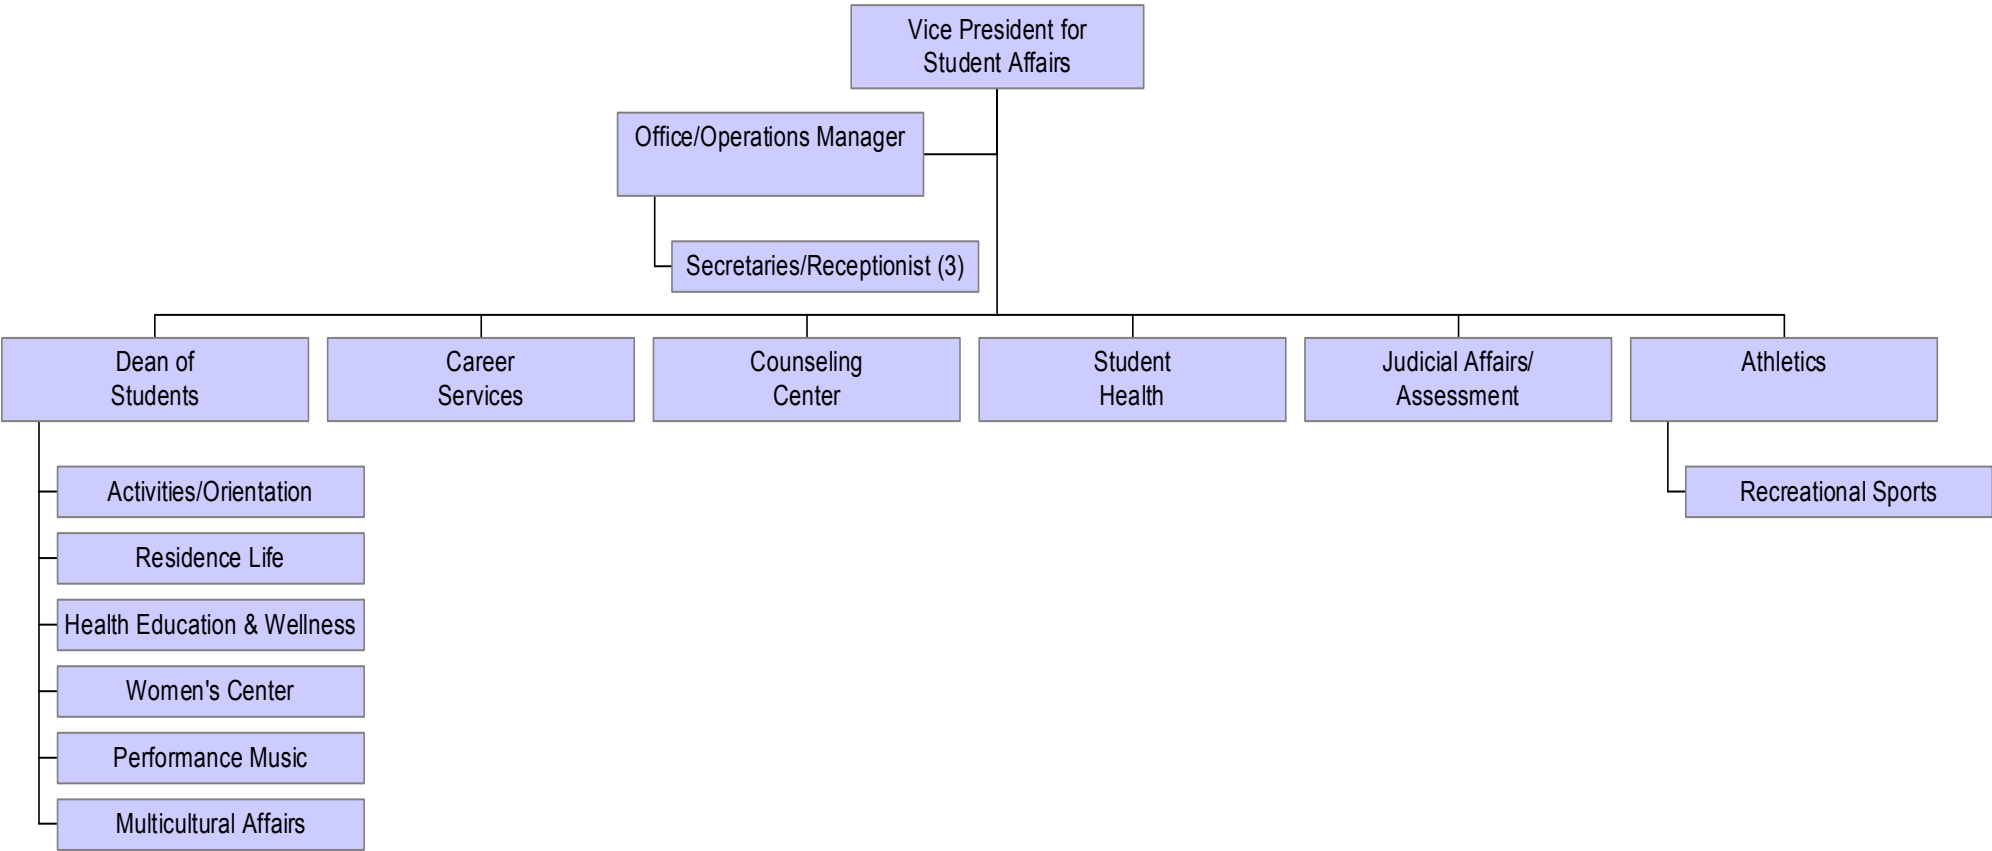 Vice President for
Student Affairs
Office/Operations Manager
Secretaries/Receptionist (3)
Dean of
Students
Career
Services
Counseling
Center
Student
Health
Judicial Affairs/
Assessment
Athletics
Activities/Orientation
Residence Life
Health Education & Wellness
Women's Center
Performance Music
Multicultural Affairs
Recreational Sports